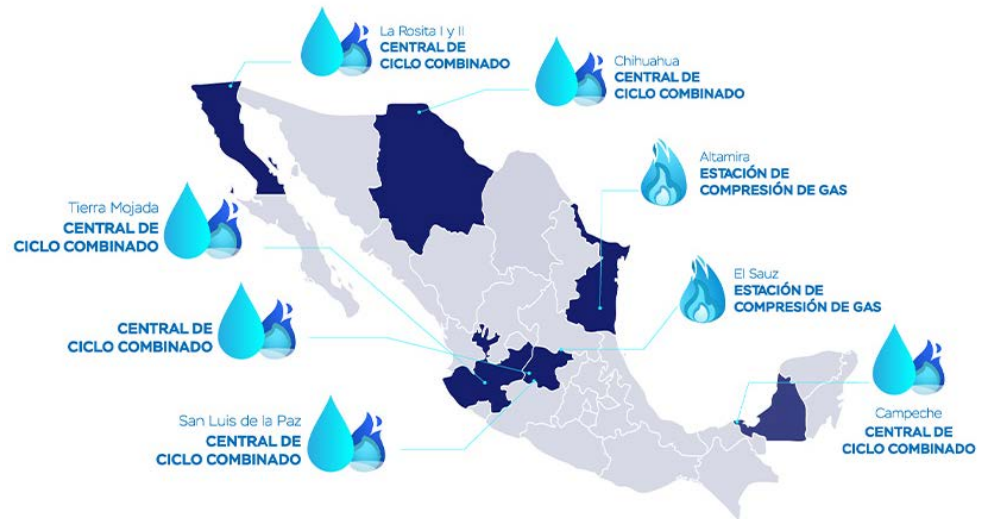 La Rosita I y II
CENTRAL DE
CICLO COMBINADO
Chihuahua
CENTRAL DE
CICLO COMBINADO
Altamira
ESTACIÓN DE
COMPRESIÓN DE GAS
Tierra Mojada
CENTRAL DE
CICLO COMBINADO
El Sauz
ESTACIÓN DE
COMPRESIÓN DE GAS
CENTRAL DE
CICLO COMBINADO
San Luis de la Paz
CENTRAL DE
CICLO COMBINADO
Campeche
CENTRAL DE
CICLO COMBINADO